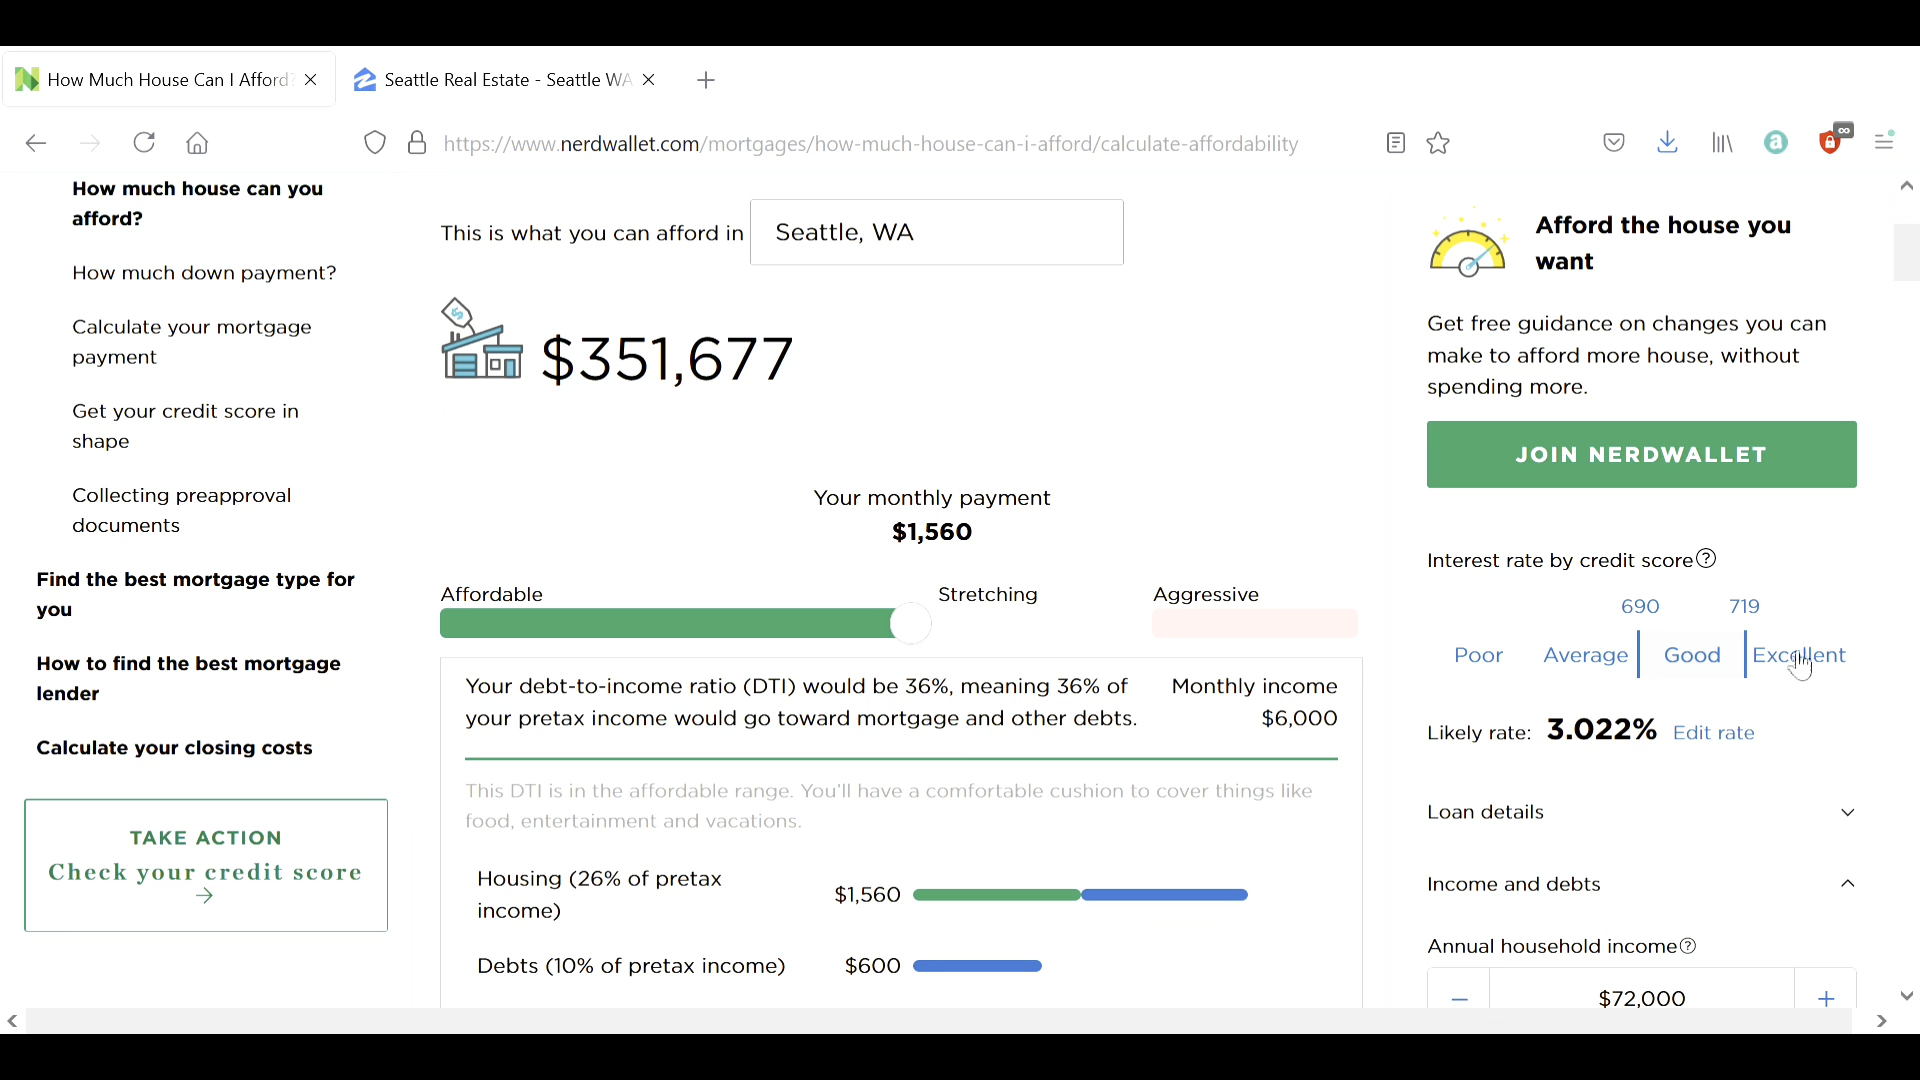 How Much House Can I Afford?
Seattle Real Estate - Seattle WA
https://www.nerdwallet.com/mortgages/how-much-house-can-i-afford/calculate-affordability
a
∞
How much house can you
afford?
How much down payment?
Calculate your mortgage
payment
Get your credit score in
shape
Collecting preapproval
documents
Find the best mortgage type for
you
How to find the best mortgage
lender
Calculate your closing costs
TAKE ACTION
Check your credit score
→
This is what you can afford in
Seattle, WA
$
$351,677
Your monthly payment
$1,560
Affordable
Stretching
Aggressive
Your debt-to-income ratio (DTI) would be 36%, meaning 36% of
your pretax income would go toward mortgage and other debts.
Monthly income
$6,000
This DTI is in the affordable range. You'll have a comfortable cushion to cover things like
food, entertainment and vacations.
Housing (26% of pretax
income)
$1,560
Debts (10% of pretax income)
$600
Afford the house you
want
Get free guidance on changes you can
make to afford more house, without
spending more.
JOIN NERDWALLET
Interest rate by credit score ?
690 719
Poor Average Good Excellent
Likely rate: 3.022% Edit rate
Loan details
Income and debts
Annual household income ?
− $72,000 +